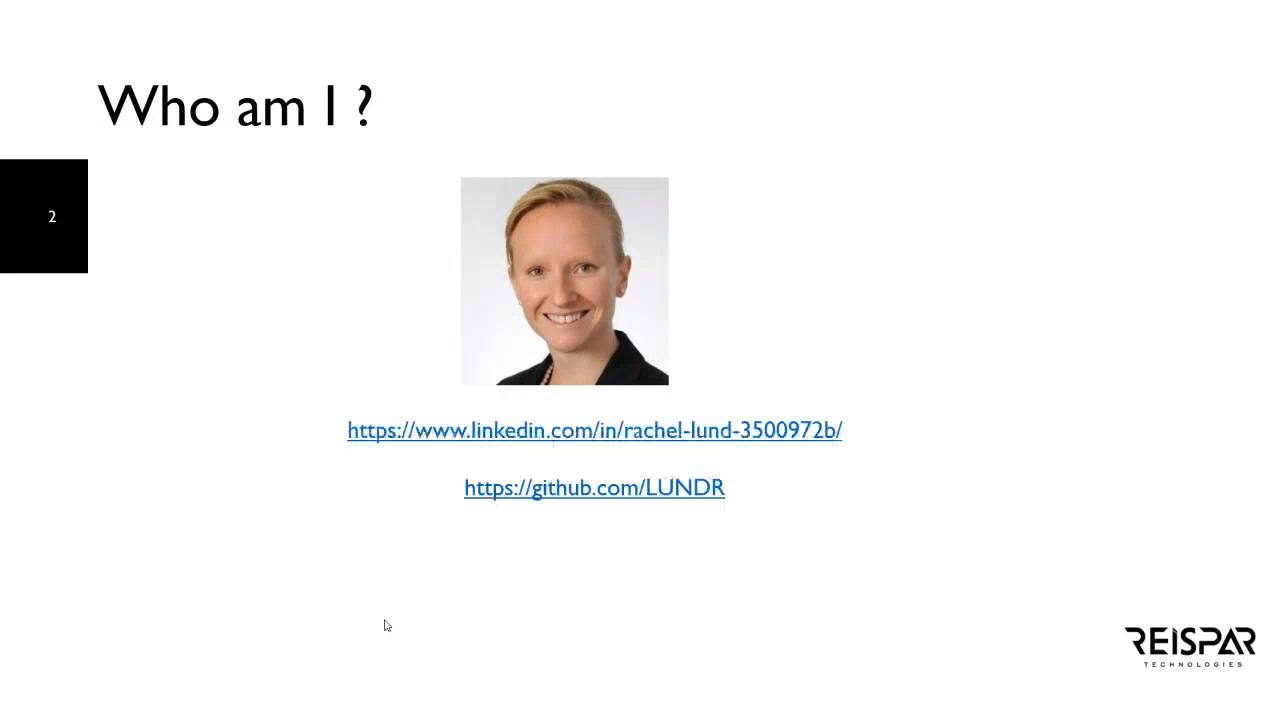 Who am I ?
2
https://www.linkedin.com/in/rachel-lund-3500972b/
https://github.com/LUNDR
REISPAR
TECHNOLOGIES